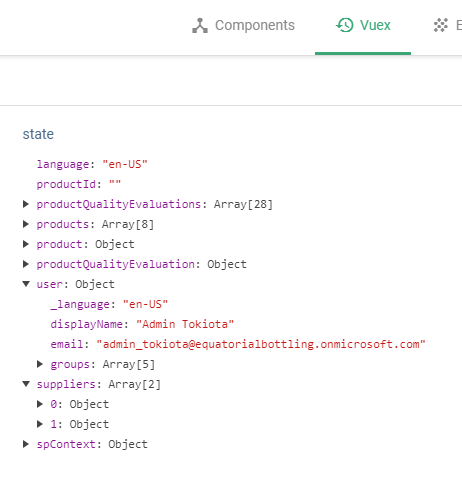 Components
Vuex
E
state
language: "en-US"
productId: ""
productQualityEvaluations: Array[28]
products: Array[8]
product: Object
productQualityEvaluation: Object
user: Object
_language: "en-US"
displayName: "Admin Tokiota"
email: "admin_tokiota@equatorialbottling.onmicrosoft.com"
groups: Array[5]
suppliers: Array[2]
0: Object
1: Object
spContext: Object